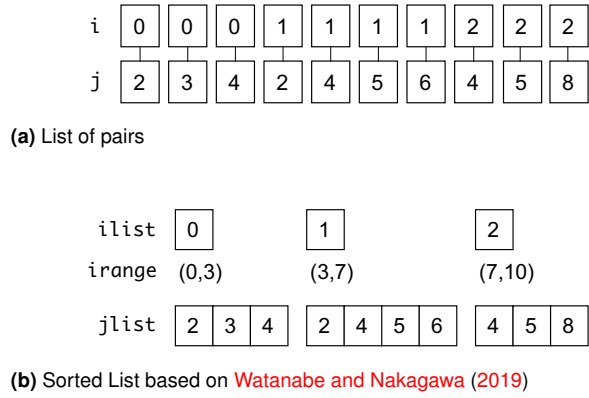 i 0 0 0 1 1 1 1 2 2 2
j 2 3 4 2 4 5 6 4 5 8
(a) List of pairs
ilist 0 1 2
irange (0,3) (3,7) (7,10)
jlist 2 3 4 2 4 5 6 4 5 8
(b) Sorted List based on Watanabe and Nakagawa (2019)